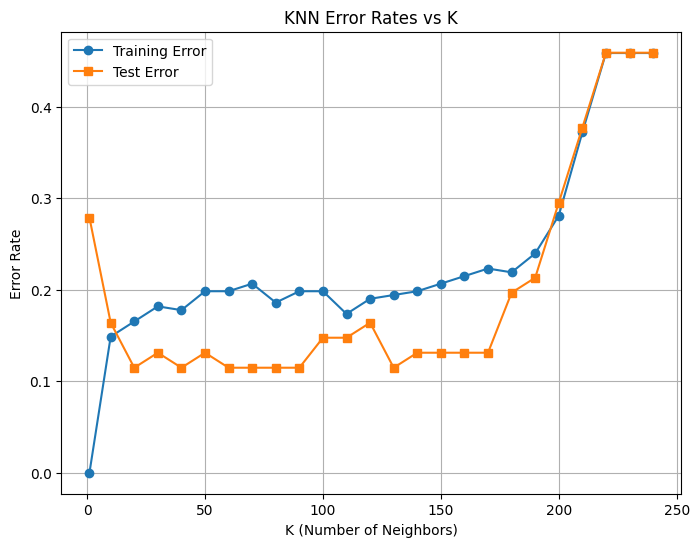 KNN Error Rates vs K
Training Error
Test Error
Error Rate
0.4
0.3
0.2
0.1
0.0
0
50
100
150
200
250
K (Number of Neighbors)